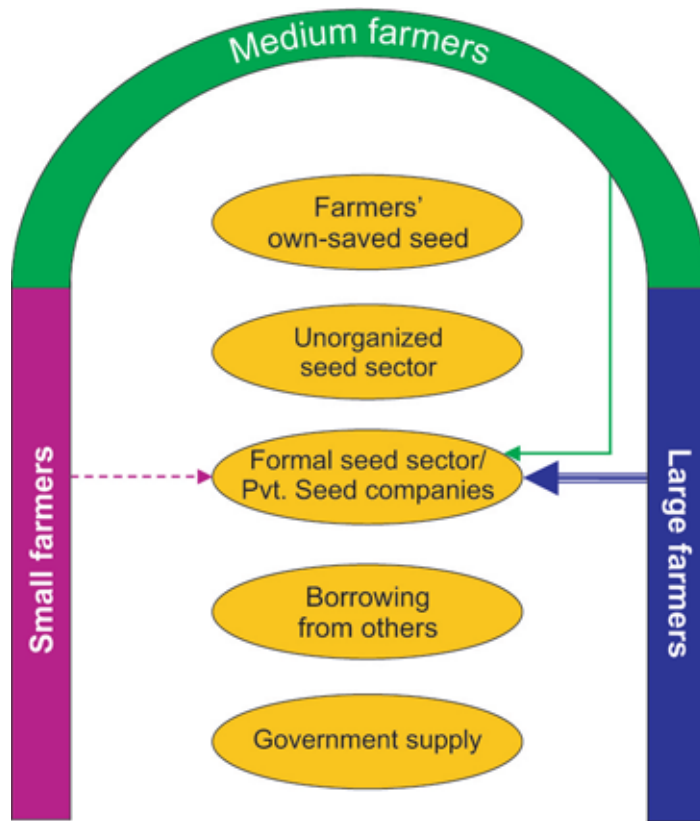 Medium farmers
Farmers’
own-saved seed
Unorganized
seed sector
Formal seed sector/
Pvt. Seed companies
Borrowing
from others
Government supply
Small farmers
Large farmers